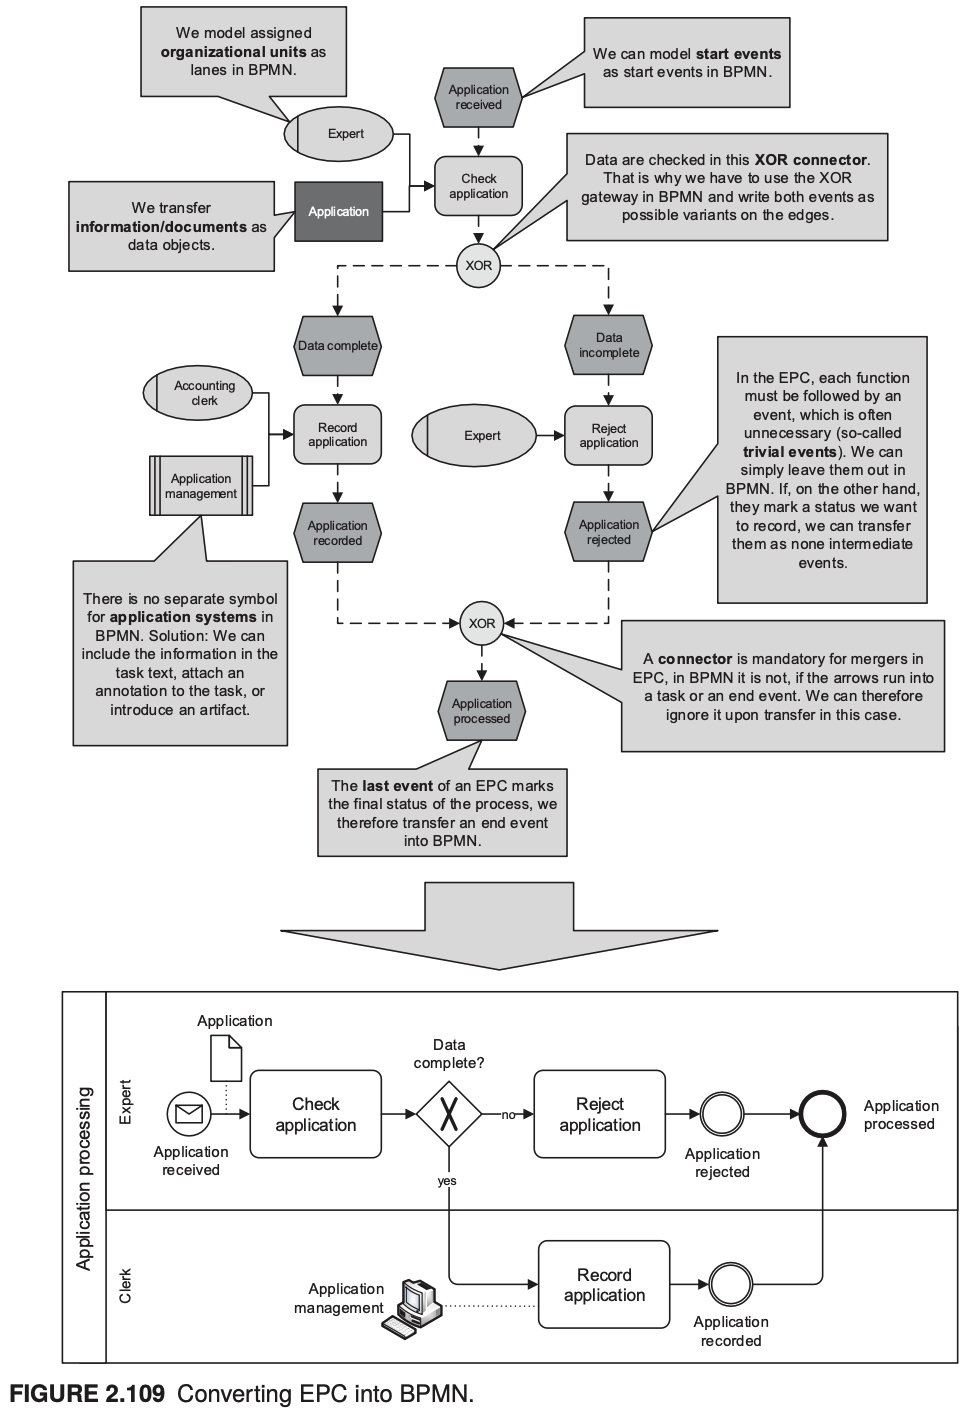 We model assigned
organizational units as
lanes in BPMN.
We can model start events
as start events in BPMN.
Application
received
Expert
Data are checked in this XOR connector.
That is why we have to use the XOR
gateway in BPMN and write both events as
possible variants on the edges.
Check
application
We transfer
information/documents as
data objects.
Application
XOR
Data complete
Data
incomplete
In the EPC, each function
must be followed by an
event, which is often
unnecessary (so-called
trivial events). We can
simply leave them out in
BPMN. If, on the other hand,
they mark a status we want
to record, we can transfer
them as none intermediate
events.
Accounting
clerk
Record
application
Expert
Reject
application
Application
management
Application
recorded
Application
rejected
There is no separate symbol
for application systems in
BPMN. Solution: We can
include the information in the
task text, attach an
annotation to the task, or
introduce an artifact.
XOR
A connector is mandatory for mergers in
EPC, in BPMN it is not, if the arrows run into
a task or an end event. We can therefore
ignore it upon transfer in this case.
Application
processed
The last event of an EPC marks
the final status of the process, we
therefore transfer an end event
into BPMN.
Application processing
Expert
Application
Application
received
Check
application
Data
complete?
no
yes
Reject
application
Application
rejected
Application
processed
Clerk
Application
management
Record
application
Application
recorded
FIGURE 2.109 Converting EPC into BPMN.